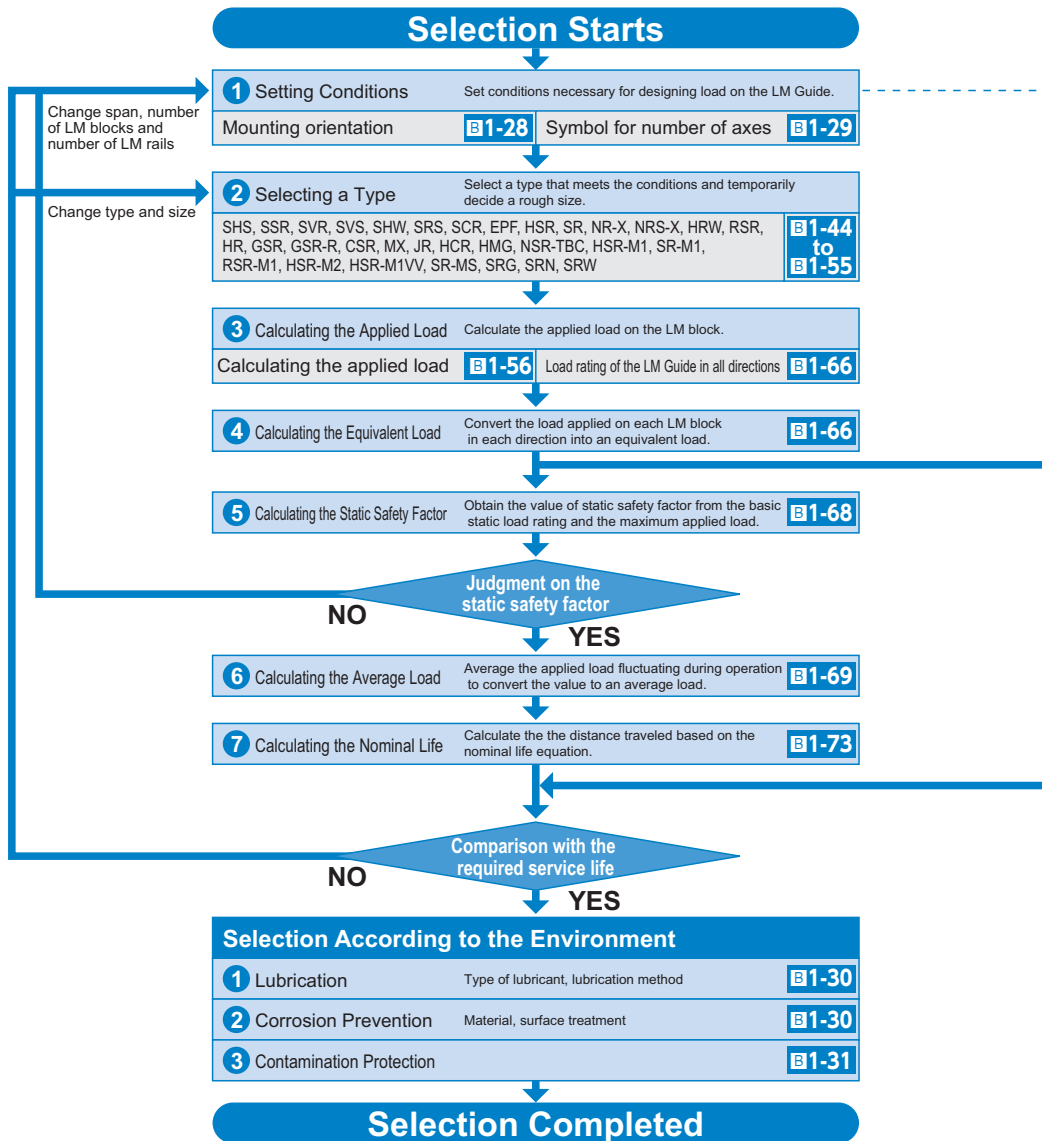 Selection Starts
1 Setting Conditions Set conditions necessary for designing load on the LM Guide.
Mounting orientation B1-28 Symbol for number of axes B1-29
Change span, number
of LM blocks and
number of LM rails
2 Selecting a Type Select a type that meets the conditions and temporarily
decide a rough size.
Change type and size
SHS, SSR, SVR, SVS, SHW, SRS, SCR, EPF, HSR, SR, NR-X, NRS-X, HRW, RSR,
HR, GSR, GSR-R, CSR, MX, JR, HCR, HMG, NSR-TBC, HSR-M1, SR-M1,
RSR-M1, HSR-M2, HSR-M1VV, SR-MS, SRG, SRN, SRW
B1-44
to
B1-55
3 Calculating the Applied Load Calculate the applied load on the LM block.
Calculating the applied load B1-56 Load rating of the LM Guide in all directions B1-66
4 Calculating the Equivalent Load Convert the load applied on each LM block
in each direction into an equivalent load.
B1-66
5 Calculating the Static Safety Factor Obtain the value of static safety factor from the basic
static load rating and the maximum applied load.
B1-68
Judgment on the
static safety factor
NO
YES
6 Calculating the Average Load Average the applied load fluctuating during operation
to convert the value to an average load.
B1-69
7 Calculating the Nominal Life Calculate the the distance traveled based on the
nominal life equation.
B1-73
Comparison with the
required service life
NO
YES
Selection According to the Environment
1 Lubrication Type of lubricant, lubrication method B1-30
2 Corrosion Prevention Material, surface treatment B1-30
3 Contamination Protection B1-31
Selection Completed